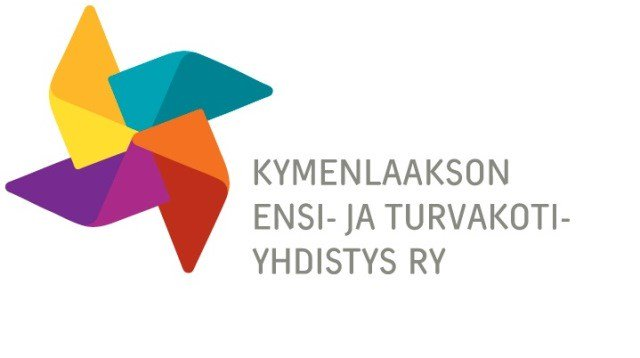 KYMENLAAKSON
ENSI- JA TURVAKOTI-
YHDISTYS RY